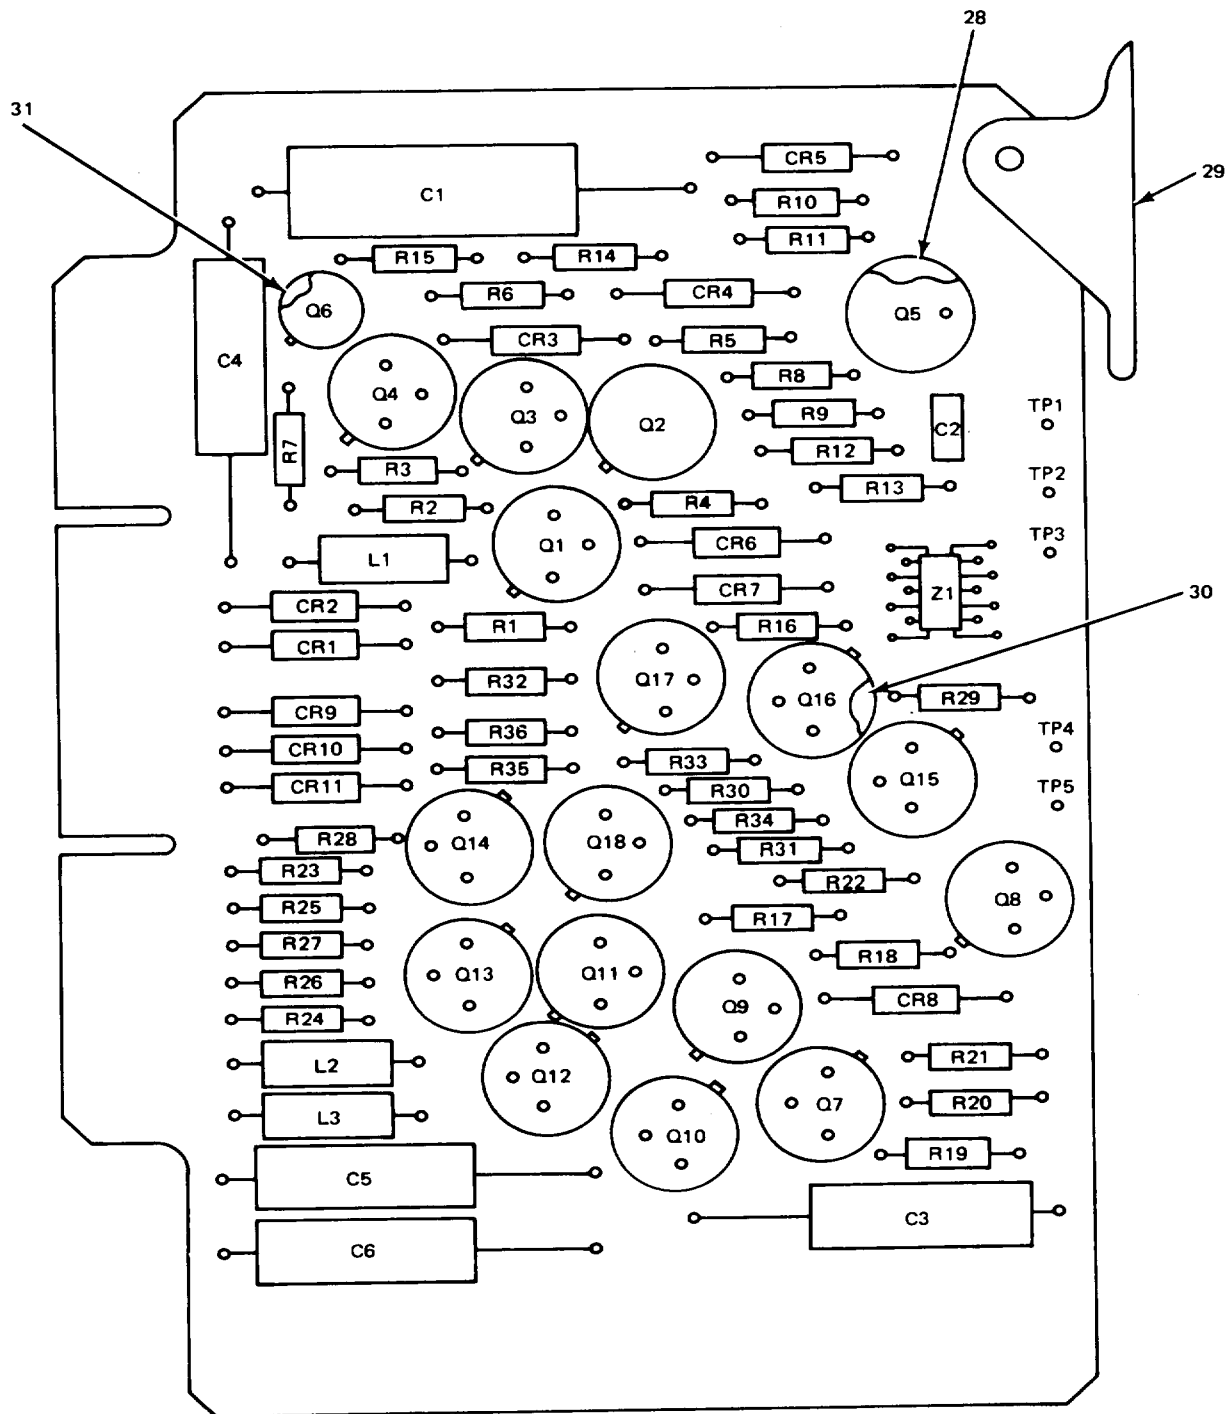 28
31
CR5
29
C1
R10
R11
R15
R14
R6
CR4
Q6
Q5
CR3
R5
C4
R8
Q4
Q3
Q2
R9
C2
TP1
R7
R12
R3
R13
TP2
R2
R4
TP3
Q1
CR6
L1
CR7
Z1
30
CR2
R1
R16
CR1
R32
Q17
Q16
R29
CR9
R36
TP4
CR10
R33
R35
Q15
CR11
R30
TP5
R34
R28
Q14
Q18
R31
R23
R22
Q8
R25
R17
R27
R18
Q13
Q11
R26
CR8
Q9
R24
R21
L2
Q12
Q7
R20
L3
Q10
R19
C5
C3
C6